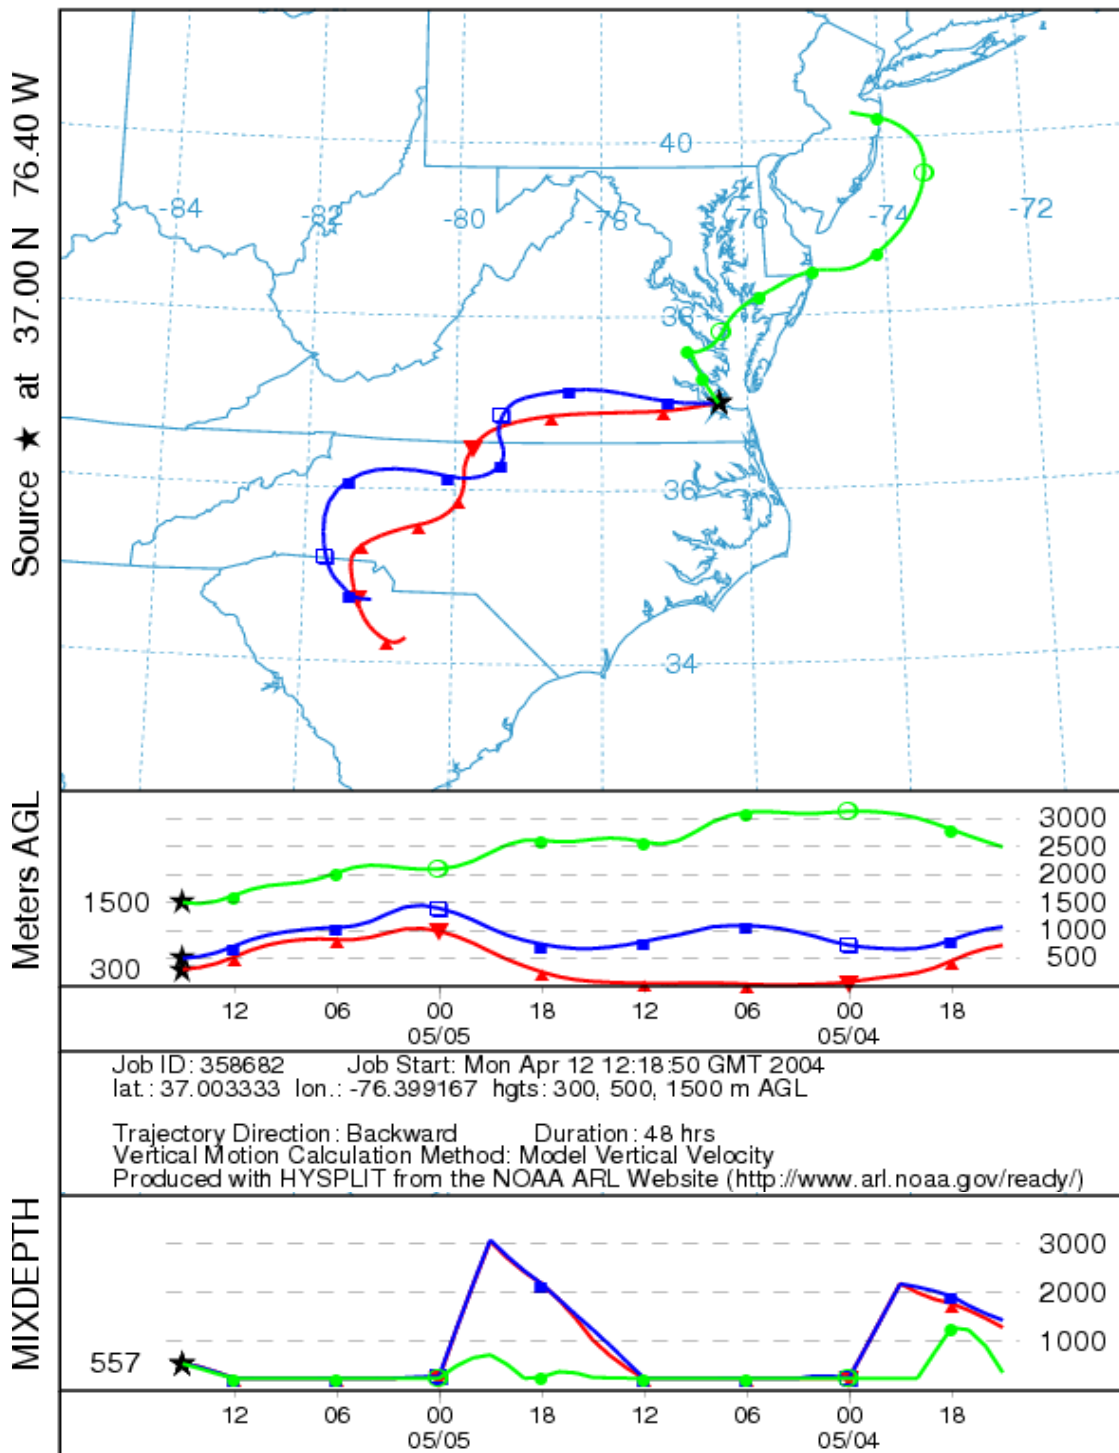 Source ★ at 37.00 N 76.40 W
40
-84
-82
-80
-78
-76
-74
-72
38
36
34
Meters AGL
3000
2500
2000
1500
1500
1000
500
300
12 06 00 18 12 06 00 18
05/05 05/04
Job ID: 358682 Job Start: Mon Apr 12 12:18:50 GMT 2004
lat.: 37.003333 lon.: -76.399167 hgts: 300, 500, 1500 m AGL
Trajectory Direction: Backward Duration: 48 hrs
Vertical Motion Calculation Method: Model Vertical Velocity
Produced with HYSPLIT from the NOAA ARL Website (http://www.arl.noaa.gov/ready/)
MIXDEPTH
3000
2000
1000
557
12 06 00 18 12 06 00 18
05/05 05/04